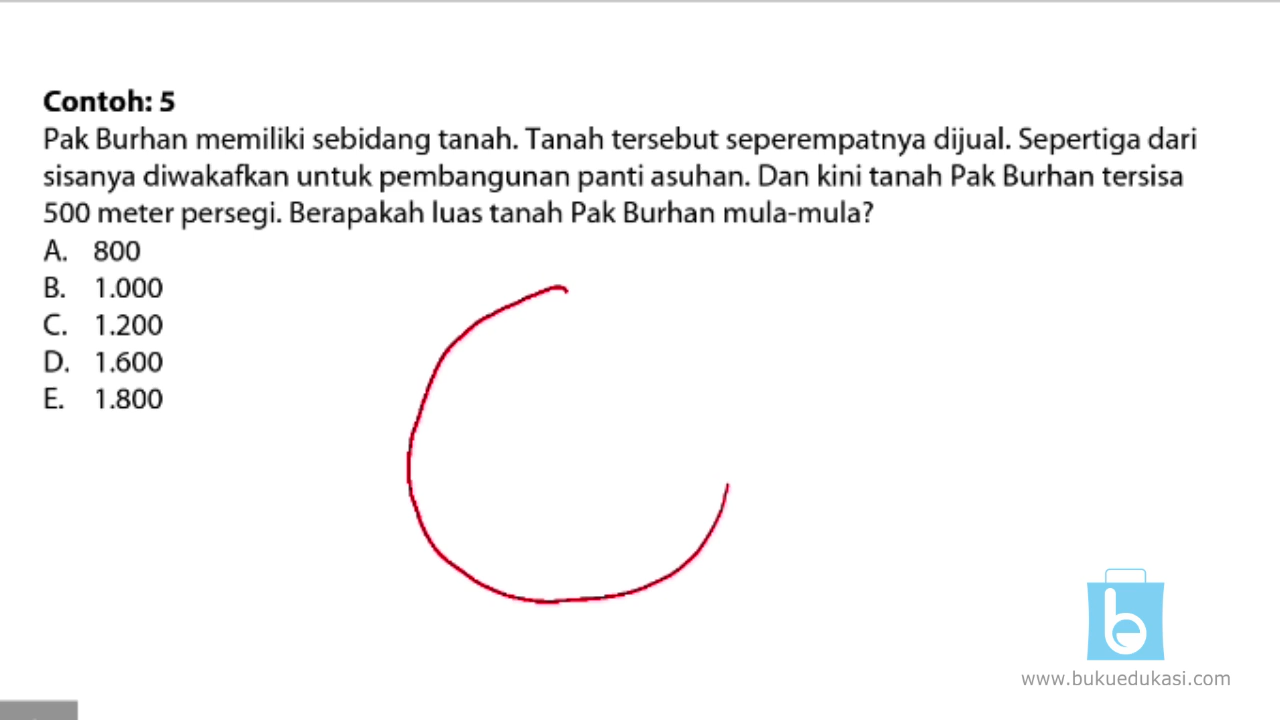 Contoh: 5
Pak Burhan memiliki sebidang tanah. Tanah tersebut seperempatnya dijual. Sepertiga dari
sisanya diwakafkan untuk pembangunan panti asuhan. Dan kini tanah Pak Burhan tersisa
500 meter persegi. Berapakah luas tanah Pak Burhan mula-mula?
A. 800
B. 1.000
C. 1.200
D. 1.600
E. 1.800
www.bukuedukasi.com